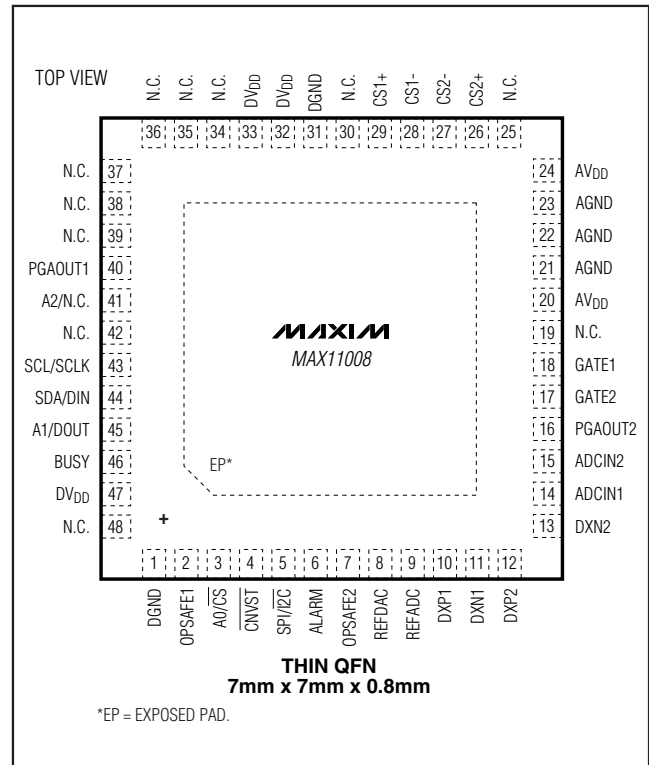 TOP VIEW
N.C. N.C. N.C. DVDD DVDD DGND N.C. CS1+ CS1- CS2- CS2+ N.C.
36 35 34 33 32 31 30 29 28 27 26 25
N.C. 37 24 AVDD
N.C. 38 23 AGND
N.C. 39 22 AGND
PGAOUT1 40 21 AGND
A2/N.C. 41 20 AVDD
N.C. 42 19 N.C.
MAXIM
MAX11008
SCL/SCLK 43 18 GATE1
SDA/DIN 44 17 GATE2
A1/DOUT 45 16 PGAOUT2
BUSY 46 15 ADCIN2
EP*
DVDD 47 14 ADCIN1
N.C. 48 13 DXN2
+
1 2 3 4 5 6 7 8 9 10 11 12
DGND OPSAFE1 A0/C̅S̅ C̅N̅V̅S̅T̅ S̅P̅I̅/I2C ALARM OPSAFE2 REFDAC REFADC DXP1 DXN1 DXP2
THIN QFN
7mm x 7mm x 0.8mm
*EP = EXPOSED PAD.